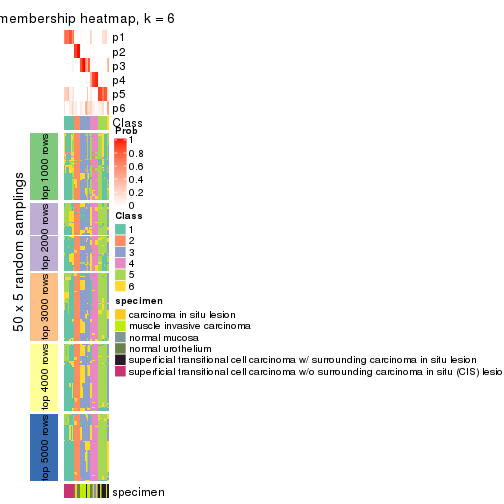 membership heatmap, k = 6
p1
p2
p3
p4
p5
p6
Class
Prob
1
0.8
0.6
0.4
0.2
0
Class
1
2
3
4
5
6
specimen
carcinoma in situ lesion
muscle invasive carcinoma
normal mucosa
normal urothelium
superficial transitional cell carcinoma w/ surrounding carcinoma in situ lesion
superficial transitional cell carcinoma w/o surrounding carcinoma in situ (CIS) lesio
50 x 5 random samplings
top 1000 rows
top 2000 rows
top 3000 rows
top 4000 rows
top 5000 rows
specimen